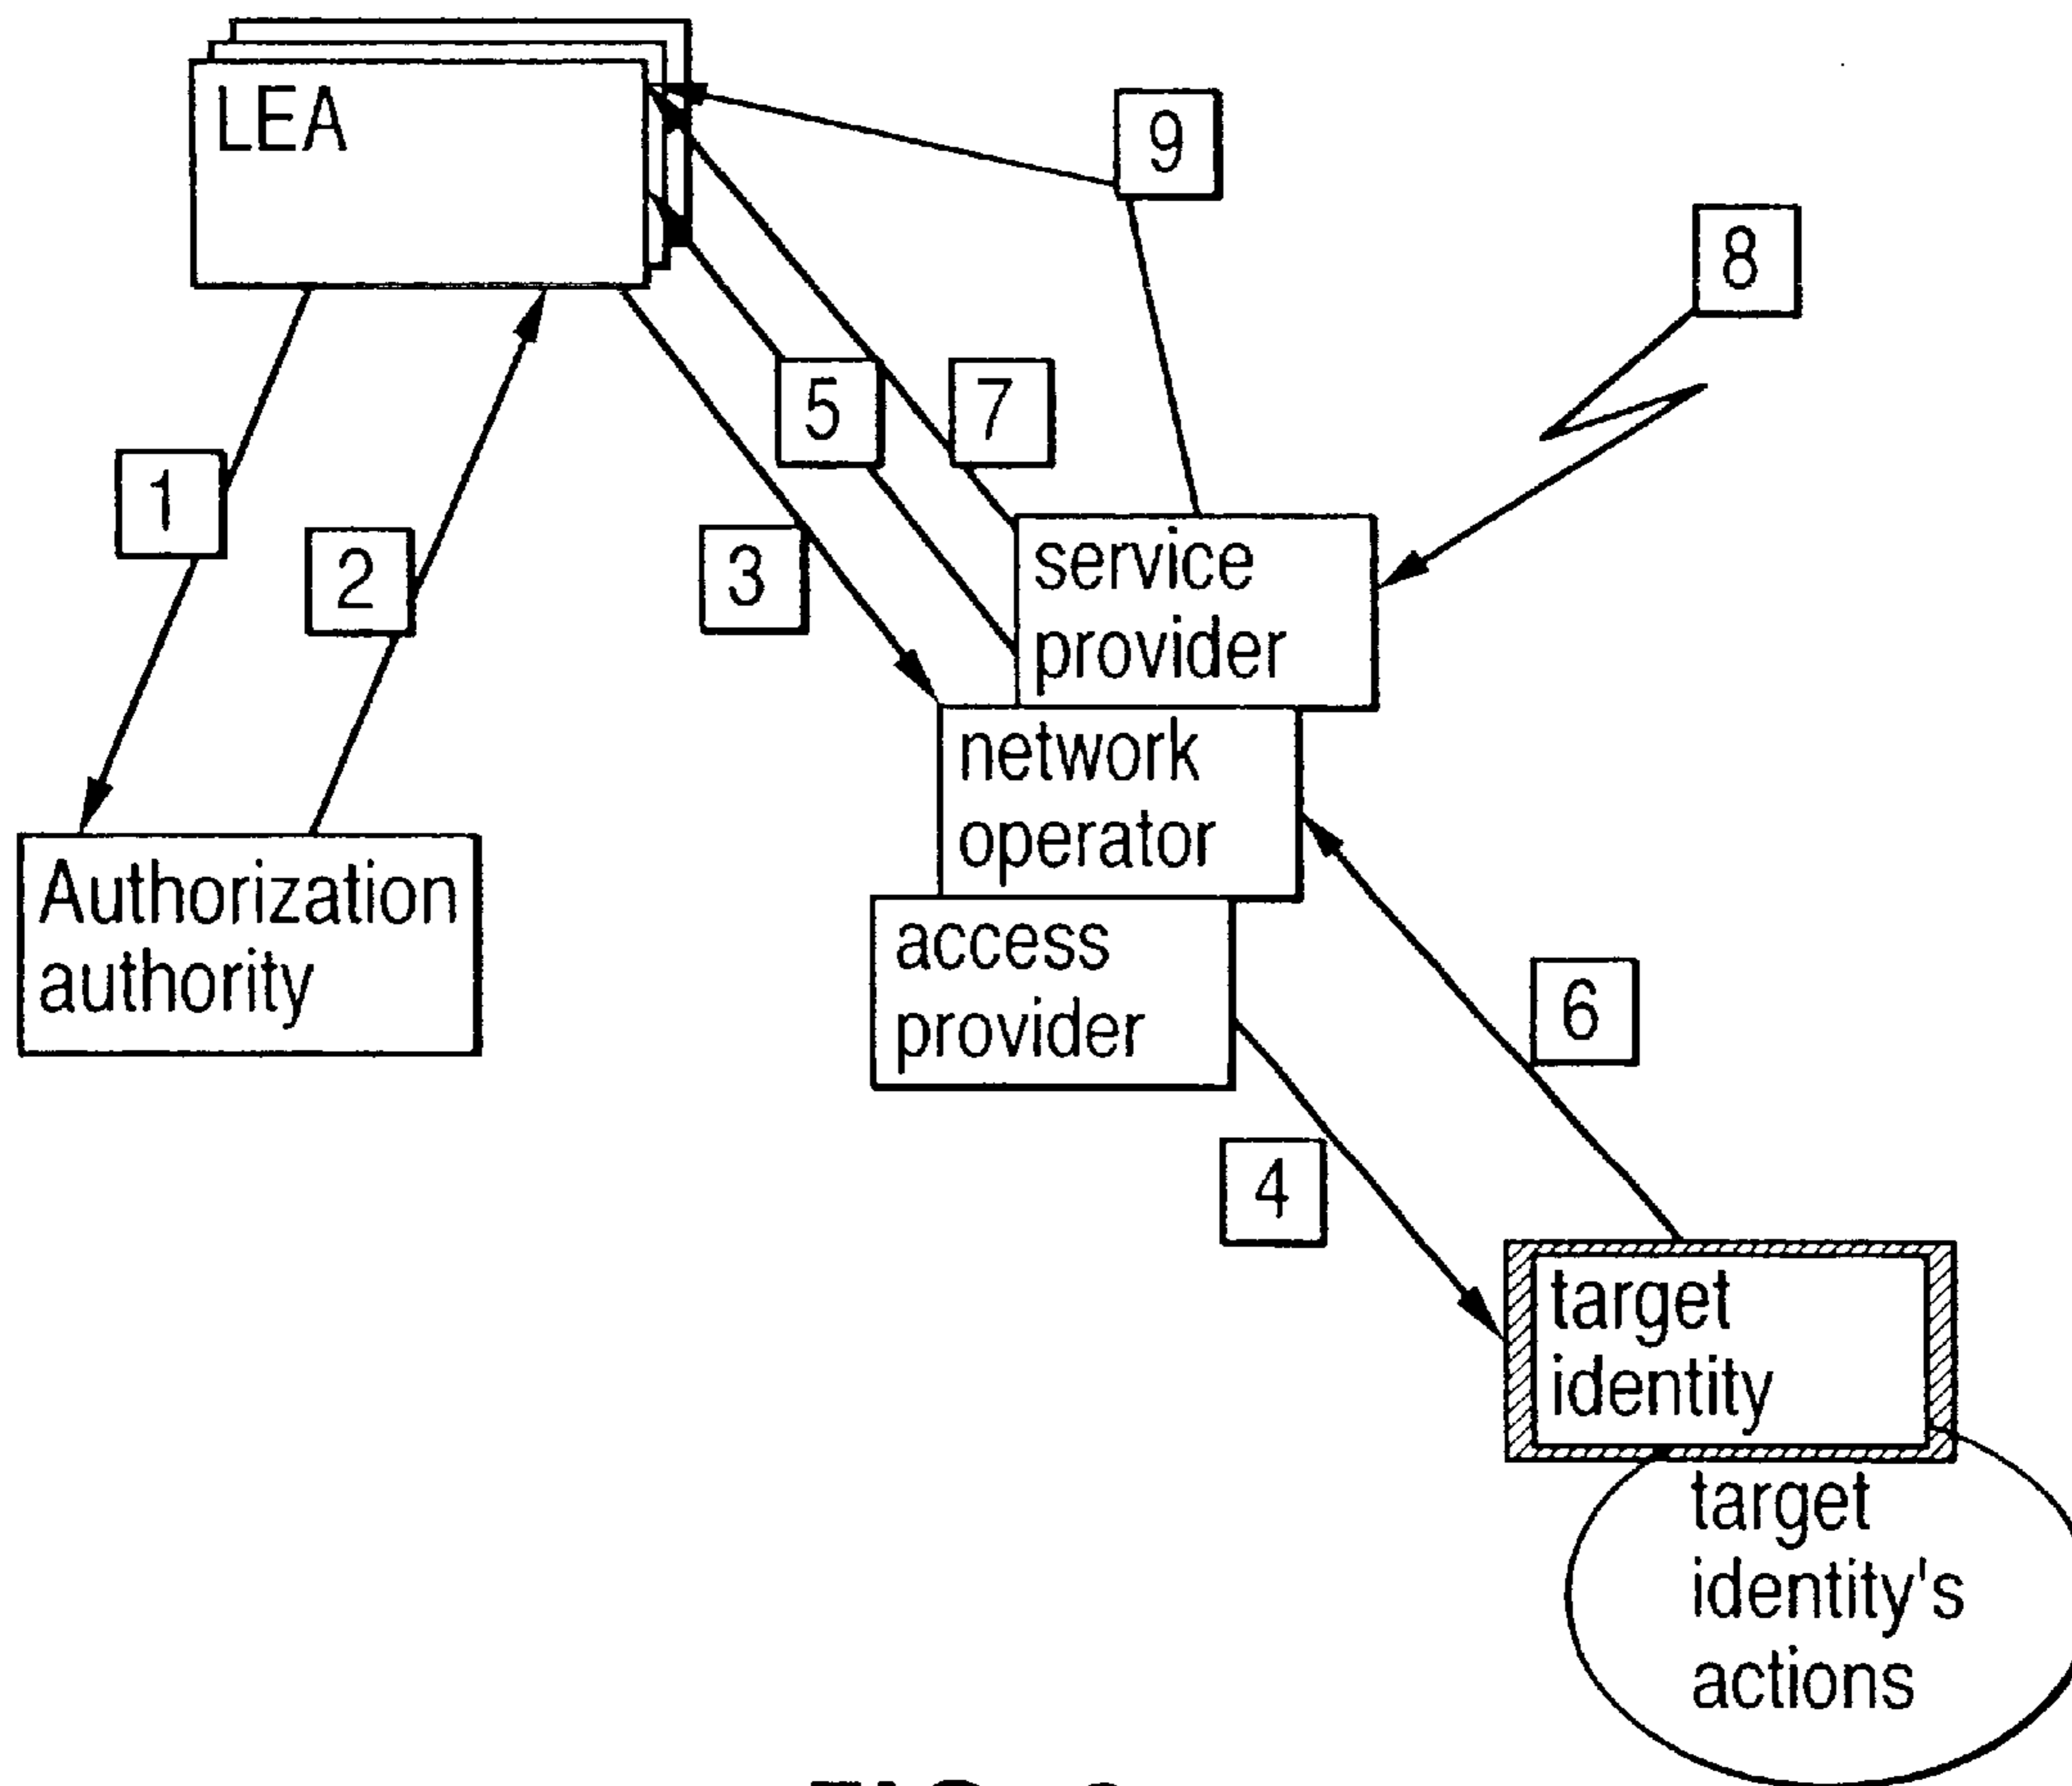 LEA
9
8
5
7
1
2
3
service
provider
network
operator
Authorization
authority
access
provider
6
4
target
identity
target
identity's
actions